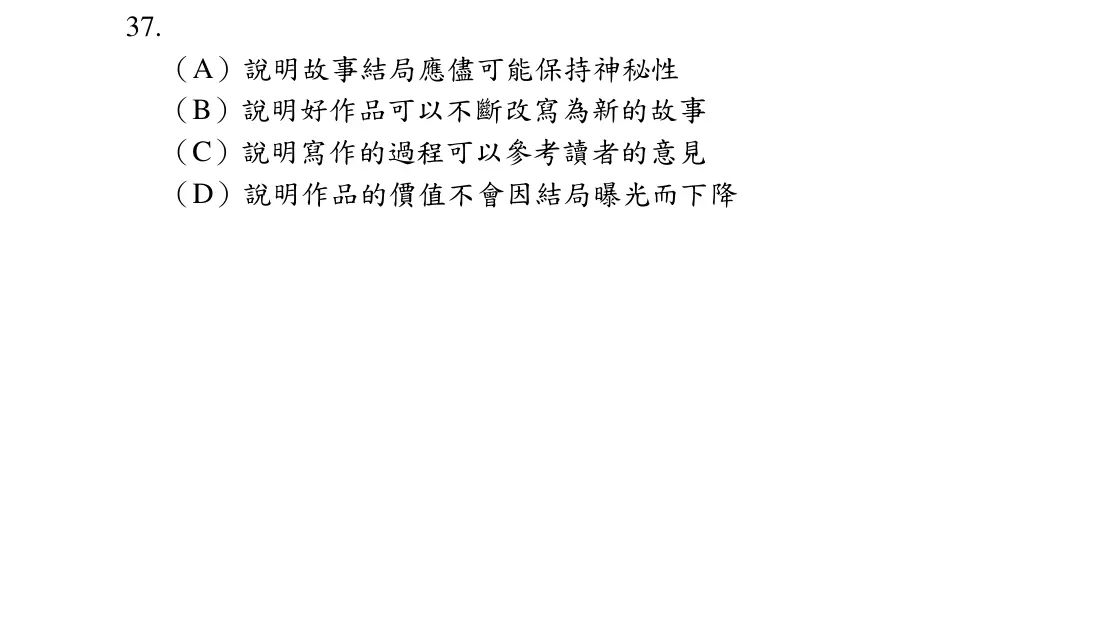 37.
（A）說明故事結局應儘可能保持神秘性
（B）說明好作品可以不斷改寫為新的故事
（C）說明寫作的過程可以參考讀者的意見
（D）說明作品的價值不會因結局曝光而下降